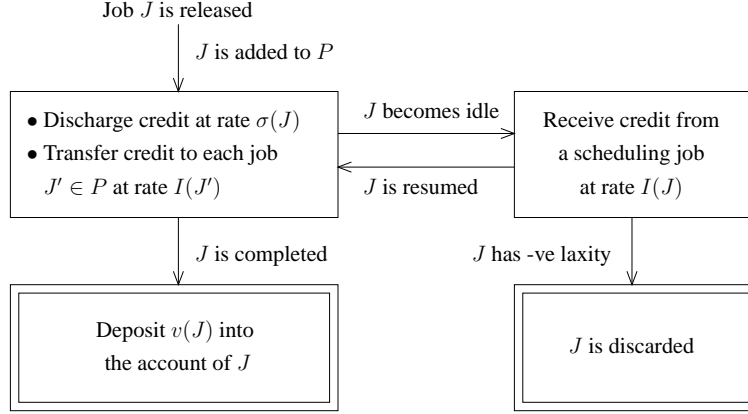 Job J is released
J is added to P
• Discharge credit at rate σ(J)
• Transfer credit to each job
J′ ∈ P at rate I(J′)
J becomes idle
J is resumed
Receive credit from
a scheduling job
at rate I(J)
J is completed
J has -ve laxity
Deposit v(J) into
the account of J
J is discarded